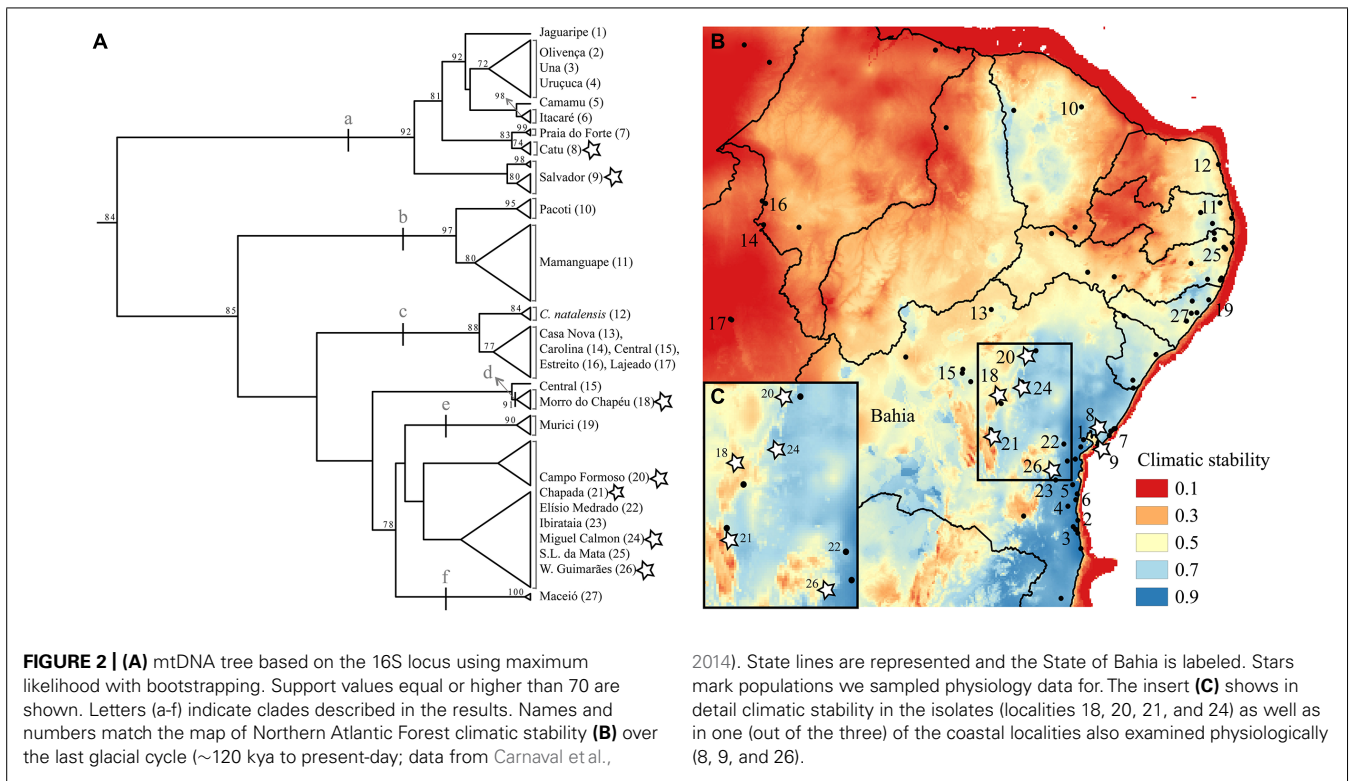 A
84
a
92
81
92
72
98
83
99
74
98
80
85
b
97
95
80
c
88
84
77
d
91
e
90
78
f
100
Jaguaripe (1)
Olivença (2)
Una (3)
Uruçuca (4)
Camamu (5)
Itacaré (6)
Praia do Forte (7)
Catu (8)
Salvador (9)
Pacoti (10)
Mamanguape (11)
C. natalensis (12)
Casa Nova (13),
Carolina (14), Central (15),
Estreito (16), Lajeado (17)
Central (15)
Morro do Chapéu (18)
Murici (19)
Campo Formoso (20)
Chapada (21)
Elísio Medrado (22)
Ibirataia (23)
Miguel Calmon (24)
S.L. da Mata (25)
W. Guimarães (26)
Maceió (27)
B
10
12
11
16
14
25
17
13
27
19
20
15
18
24
Bahia
8
21
22
1
7
26
9
23
5
6
4
2
3
C
20
24
18
21
22
26
Climatic stability
0.1
0.3
0.5
0.7
0.9
FIGURE 2 | (A) mtDNA tree based on the 16S locus using maximum
likelihood with bootstrapping. Support values equal or higher than 70 are
shown. Letters (a-f) indicate clades described in the results. Names and
numbers match the map of Northern Atlantic Forest climatic stability (B) over
the last glacial cycle (∼120 kya to present-day; data from Carnaval et al.,
2014). State lines are represented and the State of Bahia is labeled. Stars
mark populations we sampled physiology data for. The insert (C) shows in
detail climatic stability in the isolates (localities 18, 20, 21, and 24) as well as
in one (out of the three) of the coastal localities also examined physiologically
(8, 9, and 26).